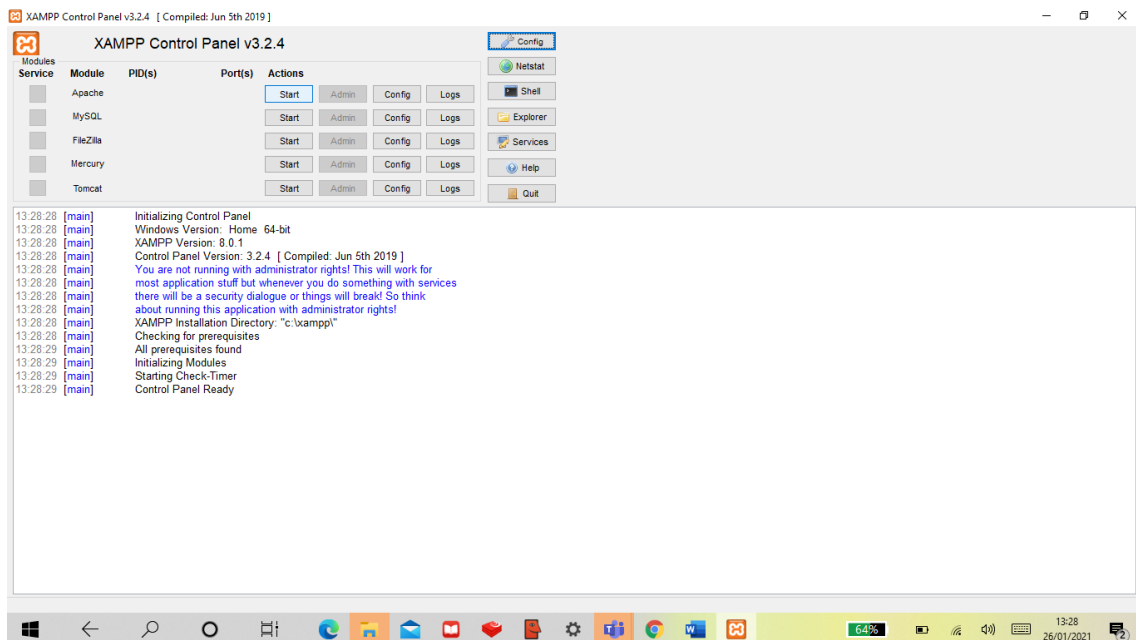 XAMPP Control Panel v3.2.4 [ Compiled: Jun 5th 2019 ]
XAMPP Control Panel v3.2.4
Config
Modules
Service Module PID(s) Port(s) Actions
Netstat
Apache Start Admin Config Logs
Shell
MySQL Start Admin Config Logs
Explorer
FileZilla Start Admin Config Logs
Services
Mercury Start Admin Config Logs
Help
Tomcat Start Admin Config Logs
Quit
13:28:28 [main] Initializing Control Panel
13:28:28 [main] Windows Version: Home 64-bit
13:28:28 [main] XAMPP Version: 8.0.1
13:28:28 [main] Control Panel Version: 3.2.4 [ Compiled: Jun 5th 2019 ]
13:28:28 [main] You are not running with administrator rights! This will work for
13:28:28 [main] most application stuff but whenever you do something with services
13:28:28 [main] there will be a security dialogue or things will break! So think
13:28:28 [main] about running this application with administrator rights!
13:28:28 [main] XAMPP Installation Directory: "c:\xampp\"
13:28:28 [main] Checking for prerequisites
13:28:29 [main] All prerequisites found
13:28:29 [main] Initializing Modules
13:28:29 [main] Starting Check-Timer
13:28:29 [main] Control Panel Ready
64%
13:28
26/01/2021
2